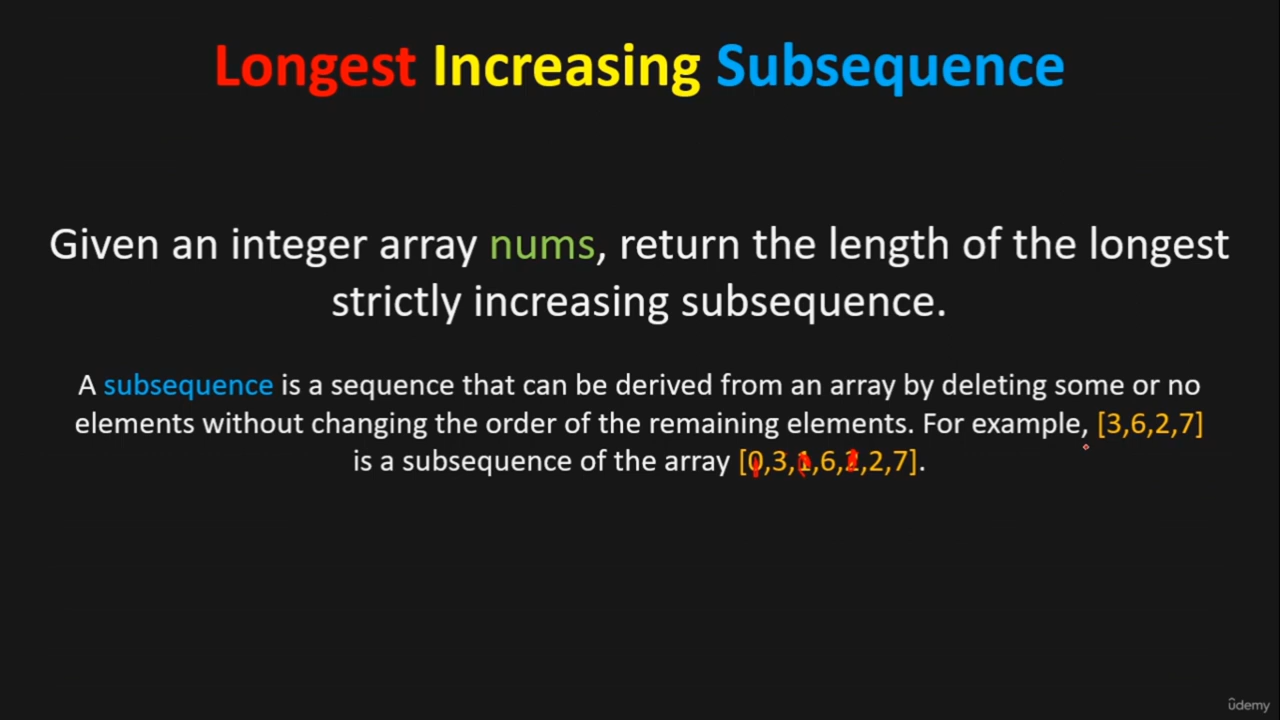 Longest Increasing Subsequence
Given an integer array nums, return the length of the longest
strictly increasing subsequence.
A subsequence is a sequence that can be derived from an array by deleting some or no
elements without changing the order of the remaining elements. For example, [3,6,2,7]
is a subsequence of the array [0,3,1,6,2,2,7].
udemy